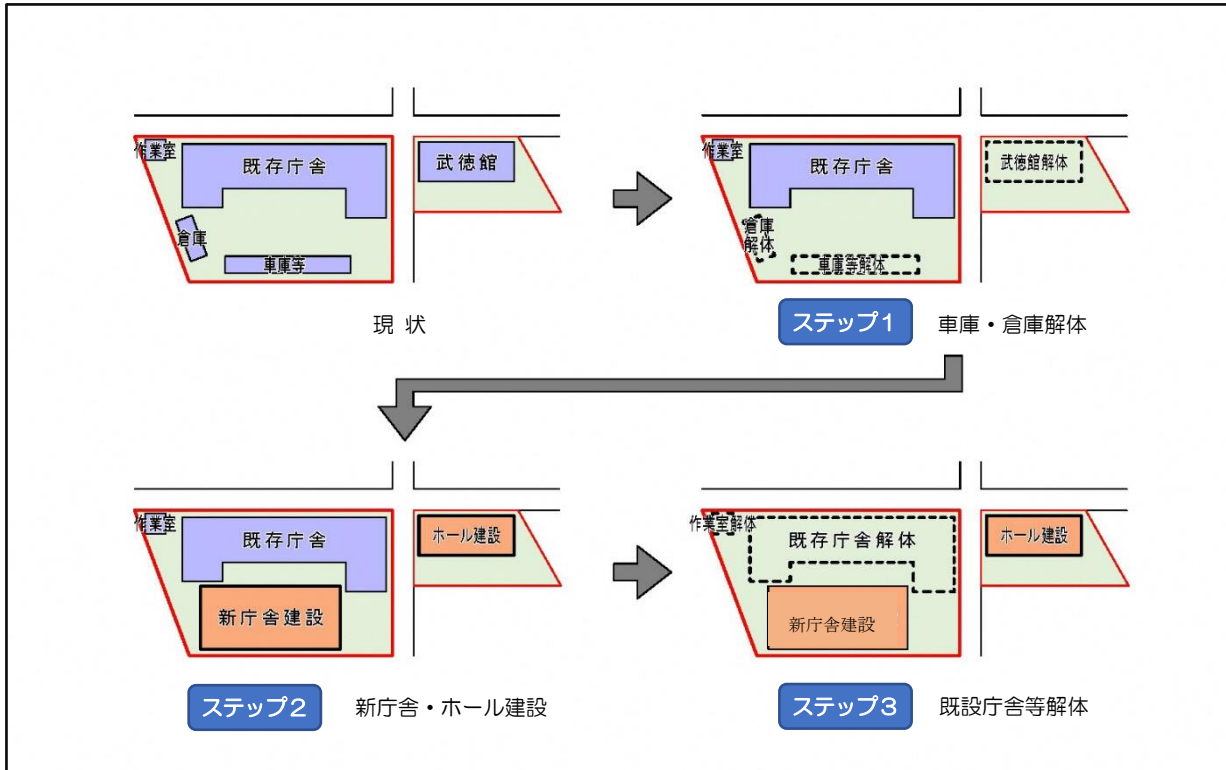 作業室
既存庁舎
武徳館
倉庫
車庫等
現 状
作業室
既存庁舎
武徳館解体
倉庫
解体
車庫等解体
ステップ1
車庫・倉庫解体
作業室
既存庁舎
ホール建設
新庁舎建設
ステップ2
新庁舎・ホール建設
作業室解体
既存庁舎解体
ホール建設
新庁舎建設
ステップ3
既設庁舎等解体